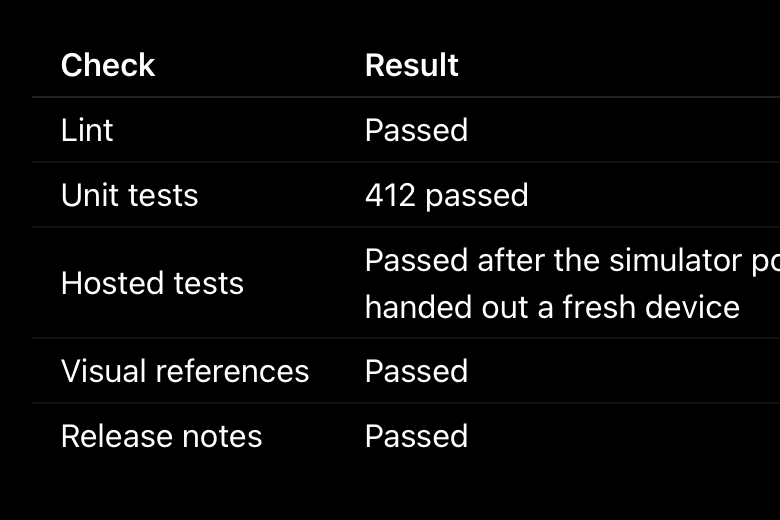 Check Result
Lint Passed
Unit tests 412 passed
Hosted tests
Passed after the simulator
handed out a fresh device
Visual references Passed
Release notes Passed